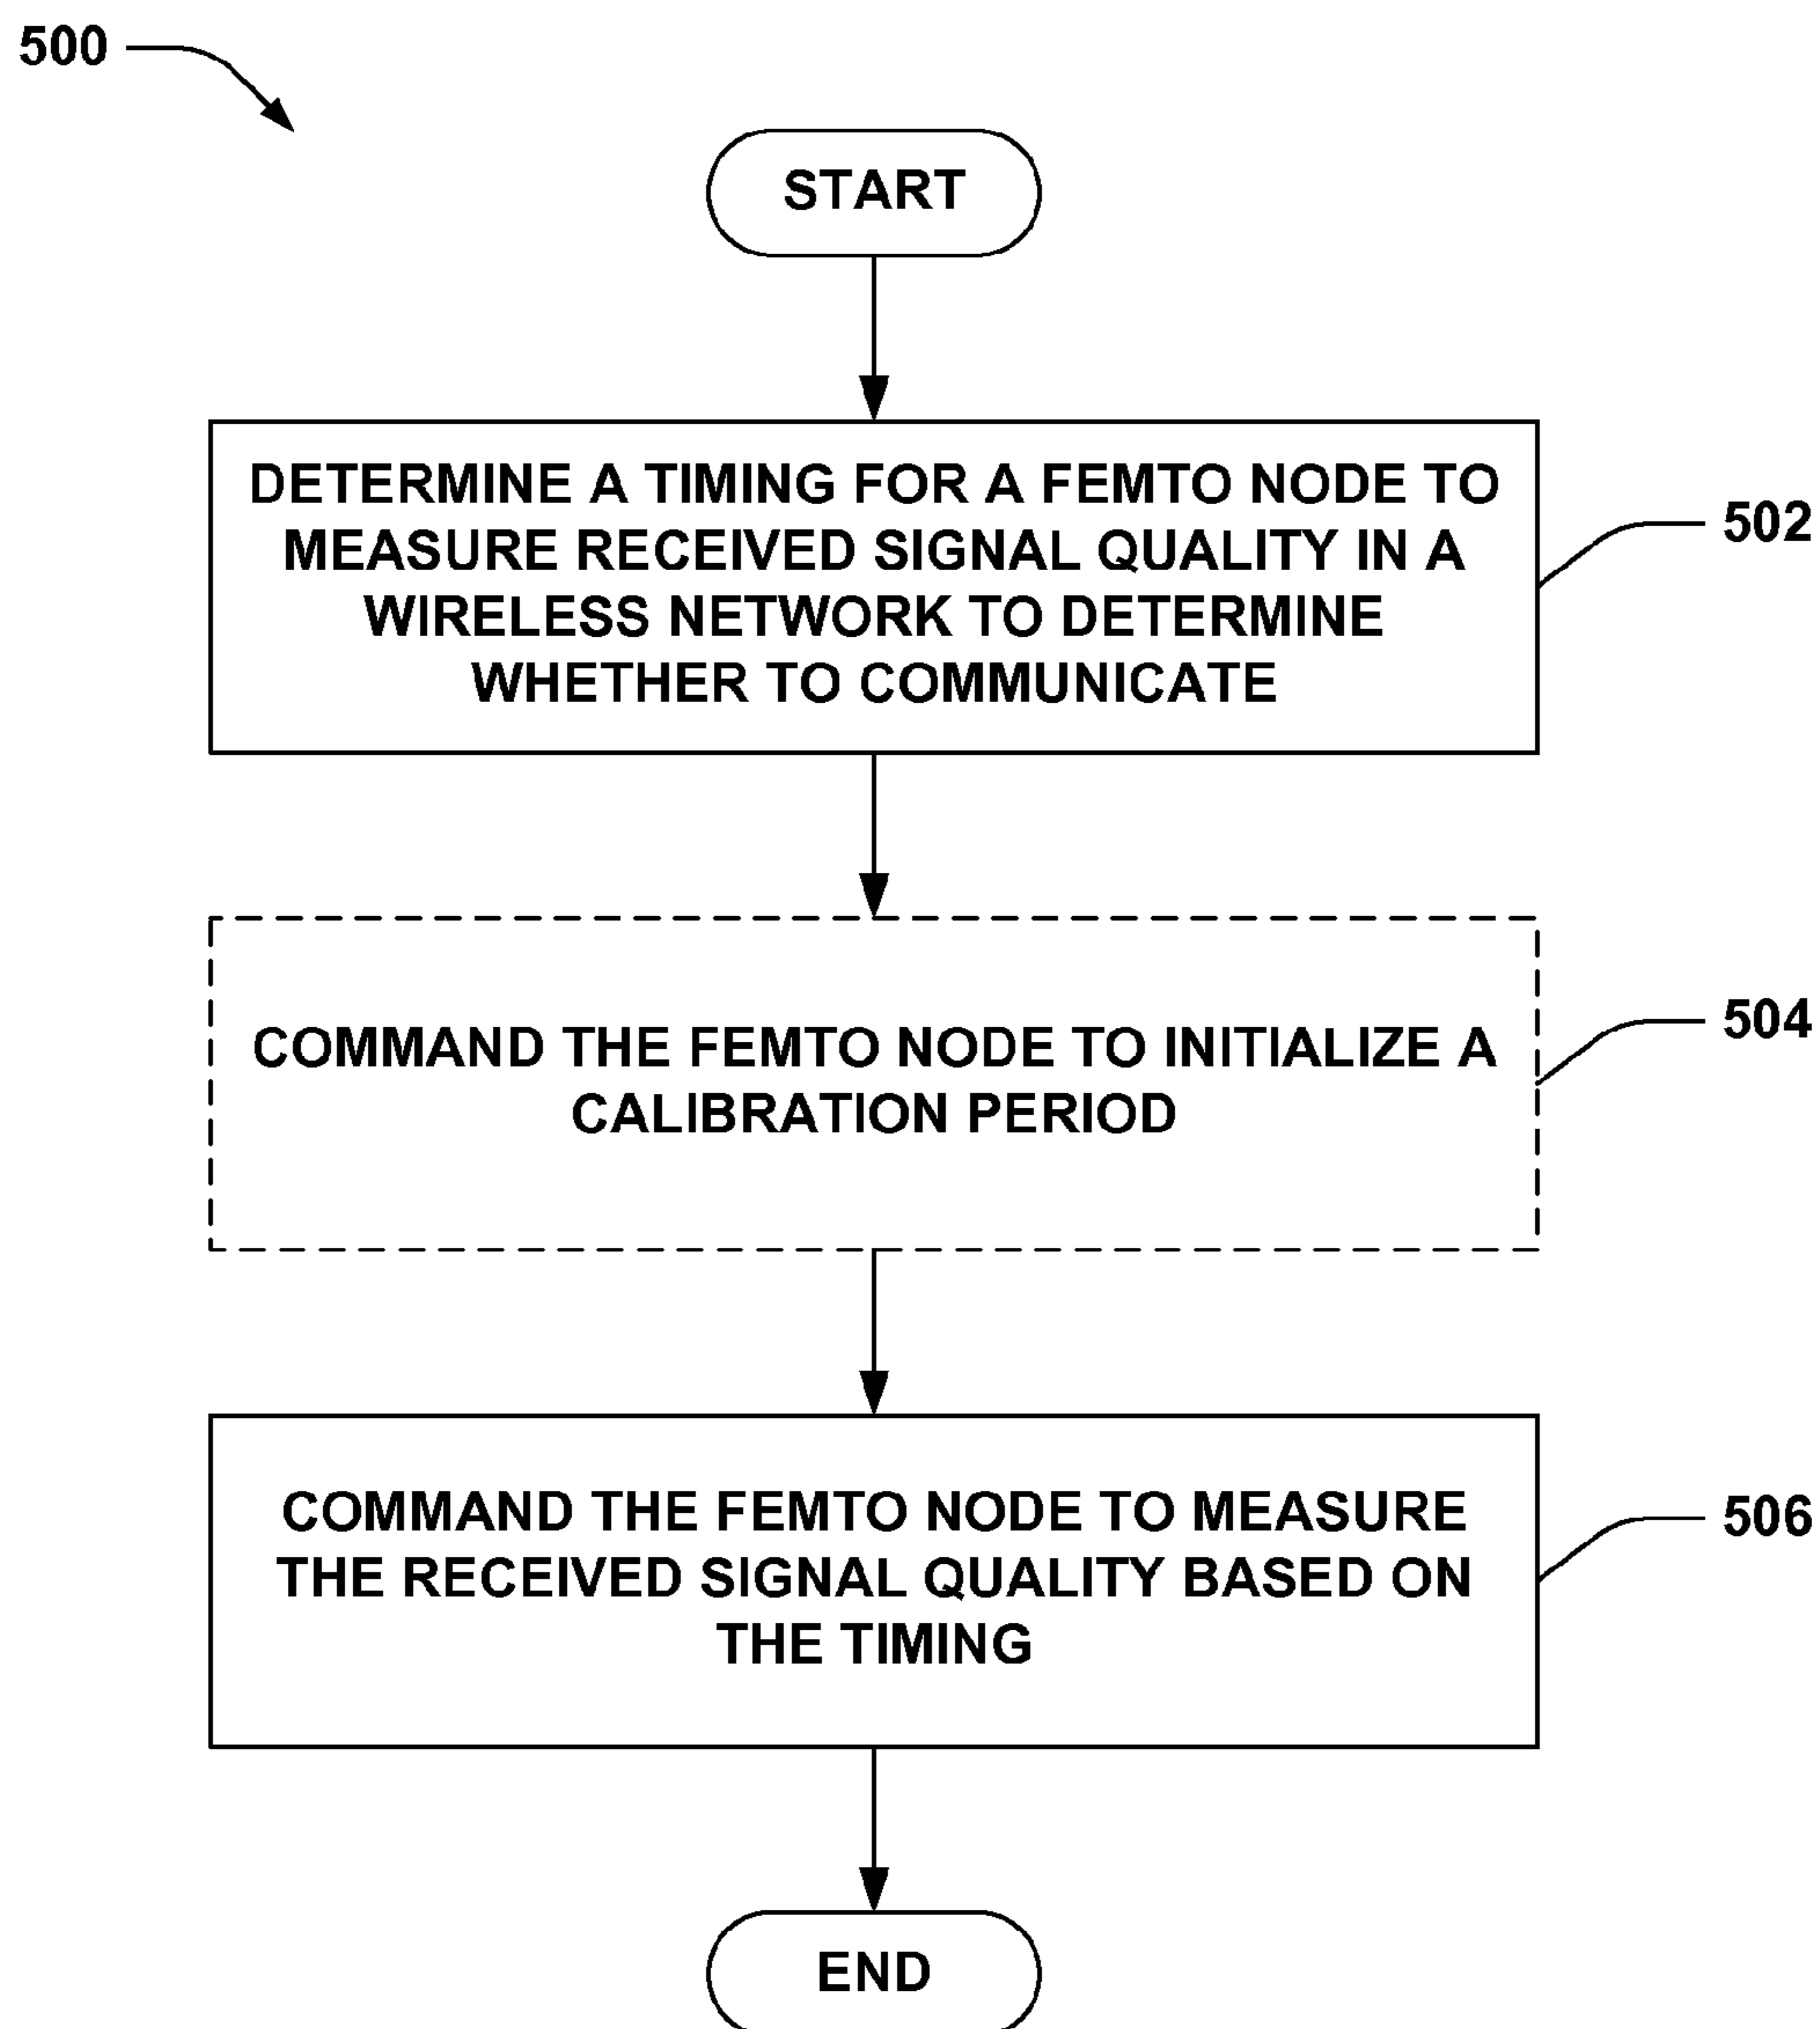 500
START
DETERMINE A TIMING FOR A FEMTO NODE TO
MEASURE RECEIVED SIGNAL QUALITY IN A
WIRELESS NETWORK TO DETERMINE
WHETHER TO COMMUNICATE
502
COMMAND THE FEMTO NODE TO INITIALIZE A
CALIBRATION PERIOD
504
COMMAND THE FEMTO NODE TO MEASURE
THE RECEIVED SIGNAL QUALITY BASED ON
THE TIMING
506
END